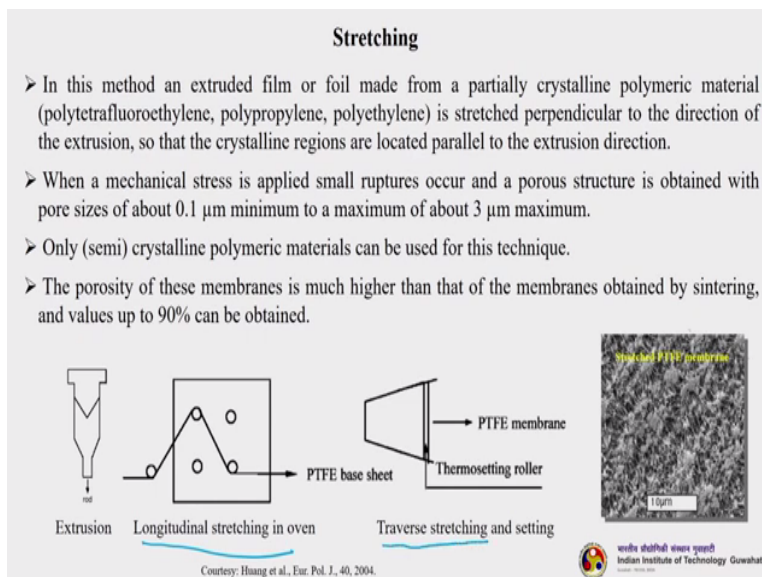 Stretching
➢ In this method an extruded film or foil made from a partially crystalline polymeric material
(polytetrafluoroethylene, polypropylene, polyethylene) is stretched perpendicular to the direction of
the extrusion, so that the crystalline regions are located parallel to the extrusion direction.
➢ When a mechanical stress is applied small ruptures occur and a porous structure is obtained with
pore sizes of about 0.1 µm minimum to a maximum of about 3 µm maximum.
➢ Only (semi) crystalline polymeric materials can be used for this technique.
➢ The porosity of these membranes is much higher than that of the membranes obtained by sintering,
and values up to 90% can be obtained.
Stretched PTFE membrane
10µm
PTFE membrane
Thermosetting roller
PTFE base sheet
rod
Extrusion
Longitudinal stretching in oven
Traverse stretching and setting
Courtesy: Huang et al., Eur. Pol. J., 40, 2004.
भारतीय प्रौद्योगिकी संस्थान गुवाहाटी
Indian Institute of Technology Guwahat